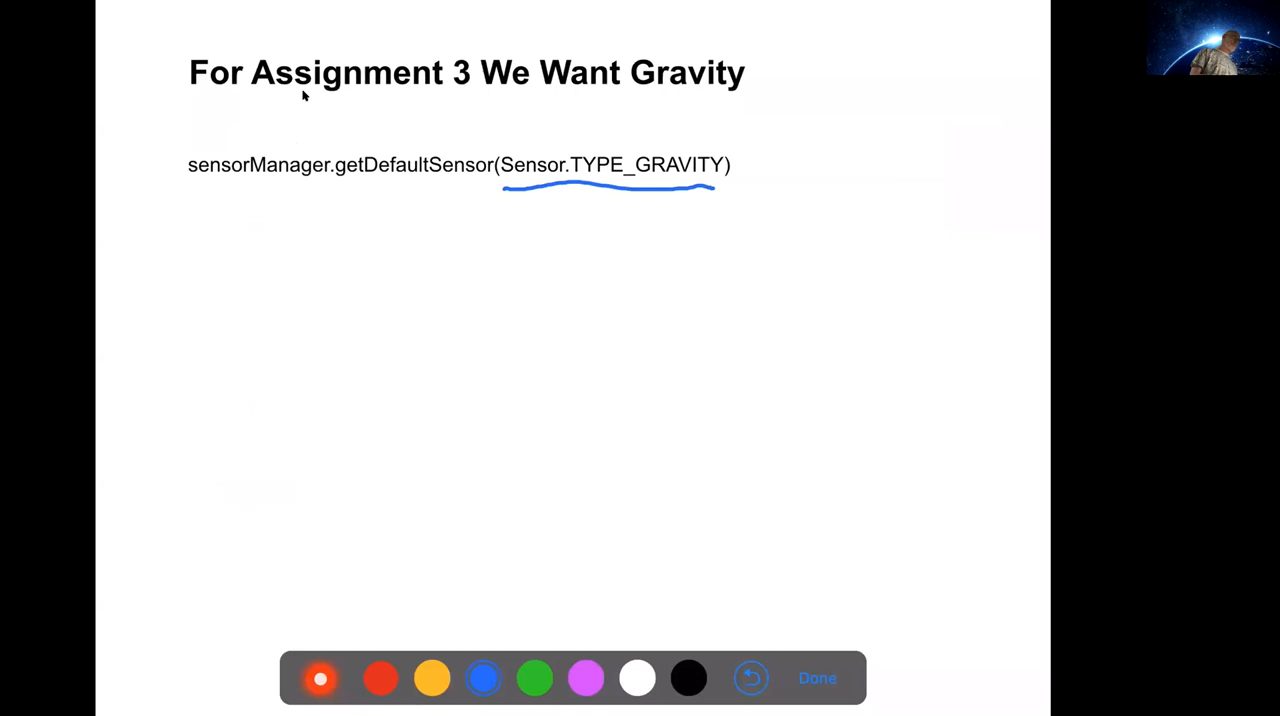 For Assignment 3 We Want Gravity
sensorManager.getDefaultSensor(Sensor.TYPE_GRAVITY)
Done